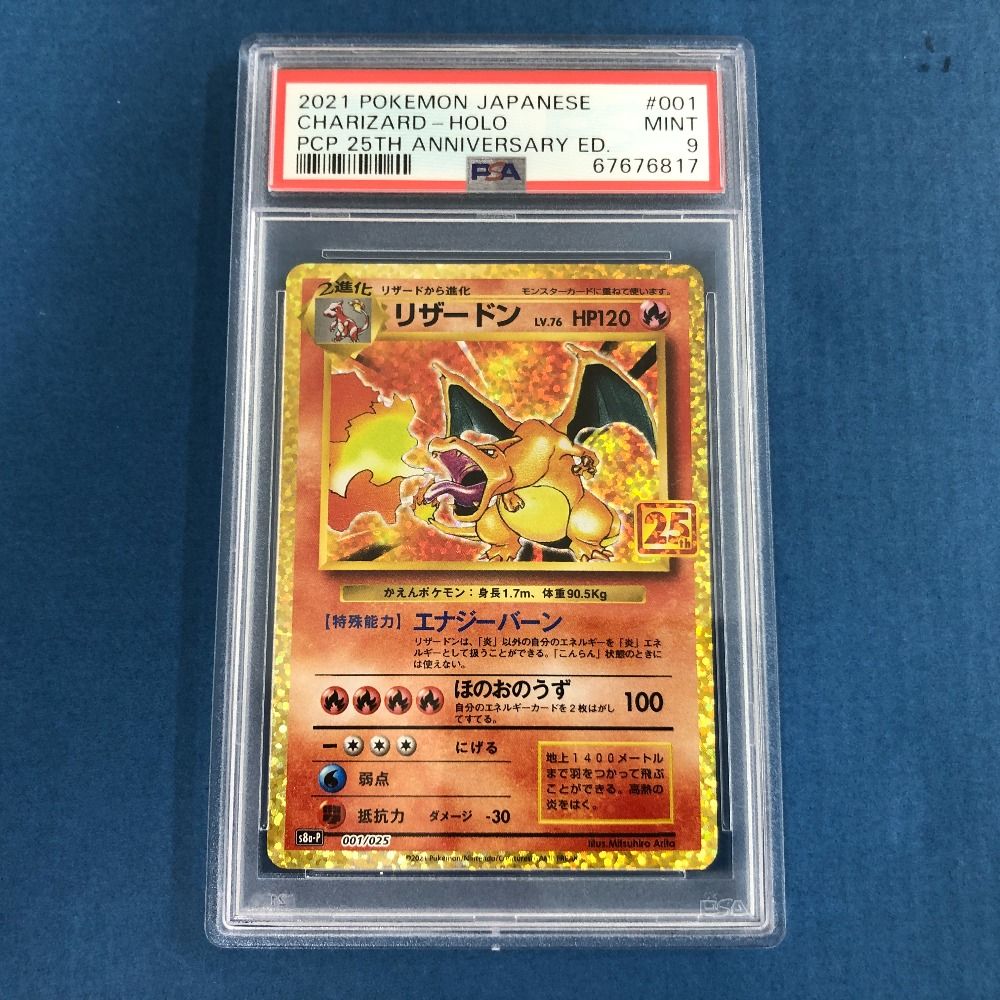 2021 POKEMON JAPANESE #001
CHARIZARD-HOLO MINT
PCP 25TH ANNIVERSARY ED. 9
PSA 67676817
2進化 リザードから進化 モンスターカードに重ねて使います。
リザードン LV.76 HP120
25th
かえんポケモン:身長1.7m、体重90.5Kg
【特殊能力】エナジーバーン
リザードンは、「炎」以外の自分のエネルギーを「炎」エネ
ルギーとして扱うことができる。「こんらん」状態のときに
は使えない。
ほのおのうず 100
自分のエネルギーカードを2枚はがし
てすてる。
にげる
弱点
抵抗力 ダメージ -30
地上1400メートル
まで羽をつかって飛ぶ
ことができる。高熱の
炎をはく。
s8a-P 001/025
Illus.Mitsuhiro Arita
©2021 Pokémon/Nintendo/
PSA